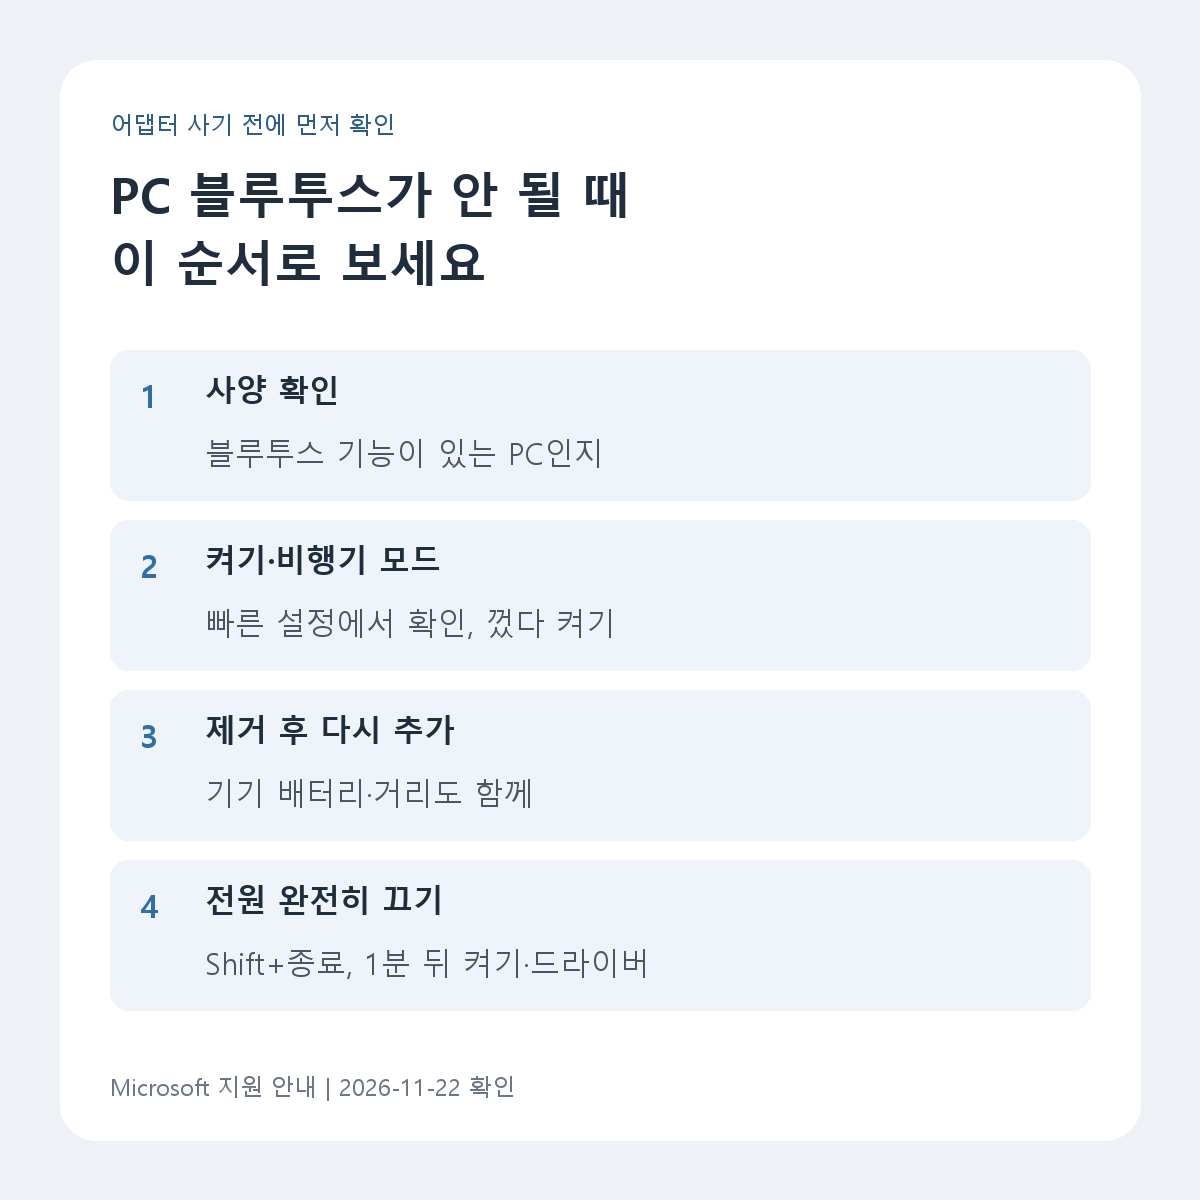 어댑터 사기 전에 먼저 확인
PC 블루투스가 안 될 때
이 순서로 보세요
1 사양 확인
블루투스 기능이 있는 PC인지
2 켜기·비행기 모드
빠른 설정에서 확인, 껐다 켜기
3 제거 후 다시 추가
기기 배터리·거리도 함께
4 전원 완전히 끄기
Shift+종료, 1분 뒤 켜기·드라이버
Microsoft 지원 안내 | 2026-11-22 확인